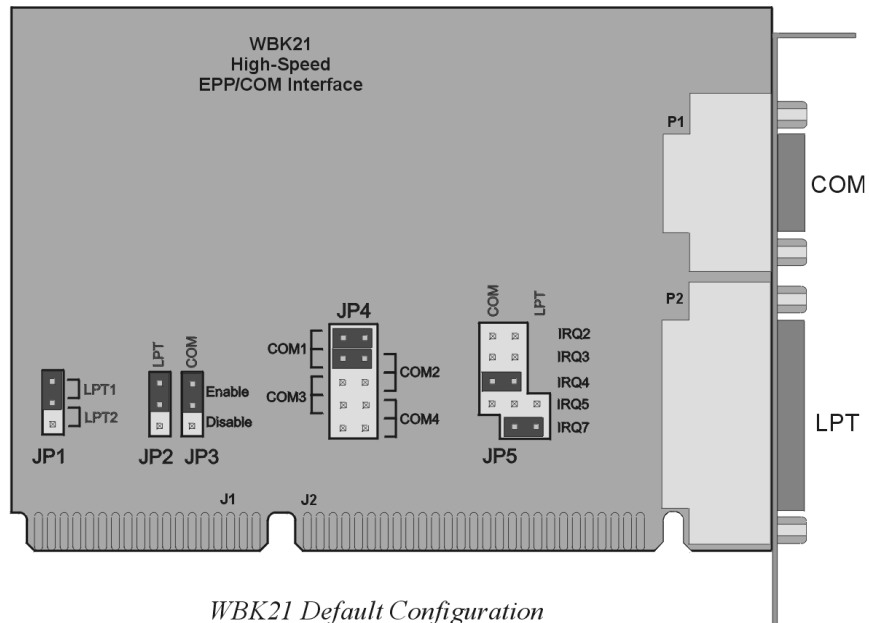 WBK21
High-Speed
EPP/COM Interface
P1
COM
P2
LPT
JP4
COM1
COM2
COM3
COM4
COM
LPT
IRQ2
IRQ3
IRQ4
IRQ5
IRQ7
JP5
LPT1
LPT2
JP1
LPT
COM
Enable
Disable
JP2
JP3
J1
J2
WBK21 Default Configuration